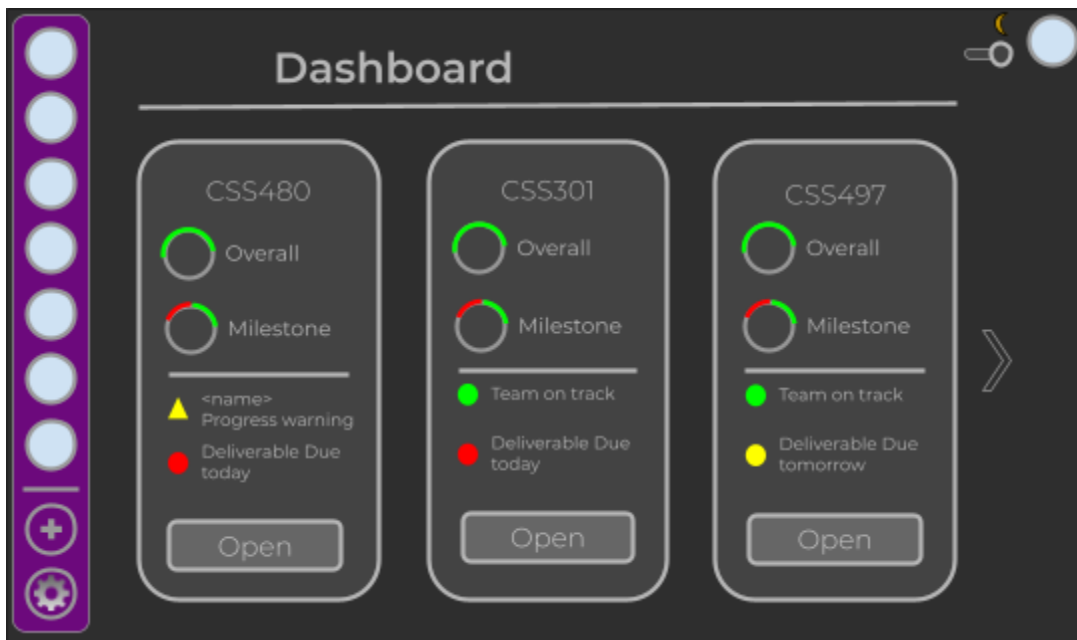 Dashboard
CSS480
Overall
Milestone
<name>
Progress warning
Deliverable Due
today
Open
CSS301
Overall
Milestone
Team on track
Deliverable Due
today
Open
CSS497
Overall
Milestone
Team on track
Deliverable Due
tomorrow
Open